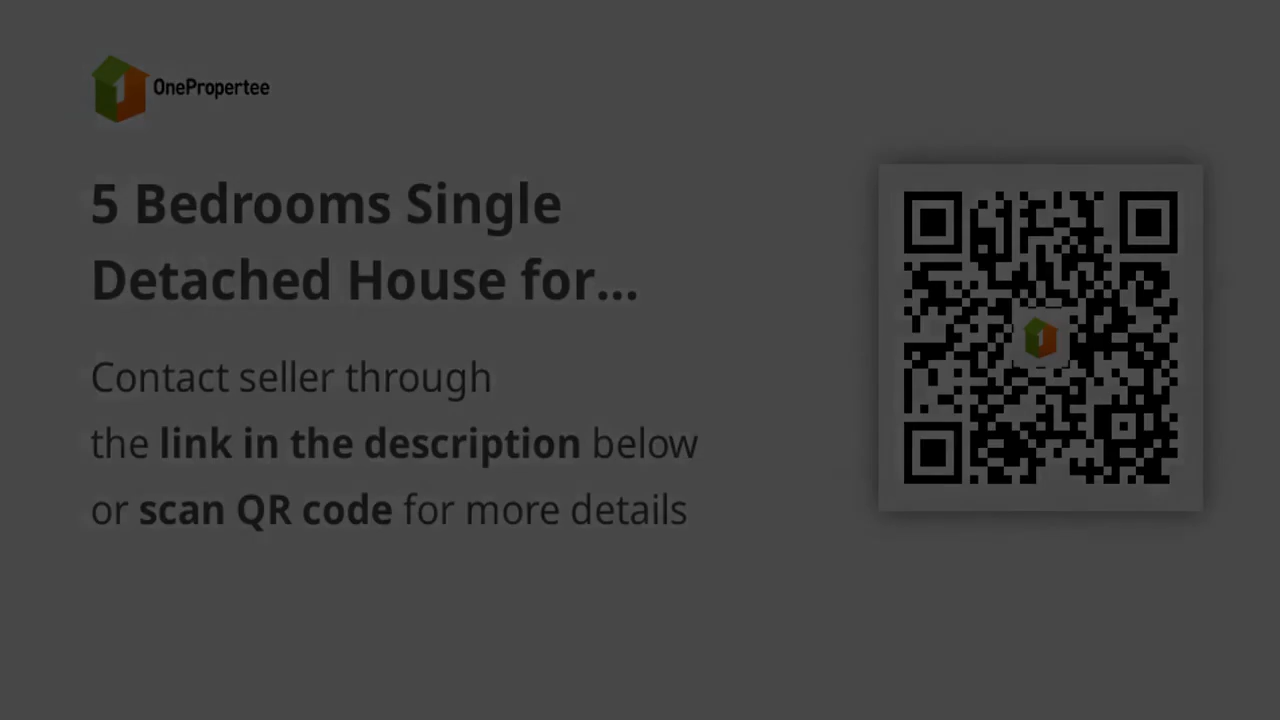 OnePropertee
5 Bedrooms Single
Detached House for...
Contact seller through
the link in the description below
or scan QR code for more details